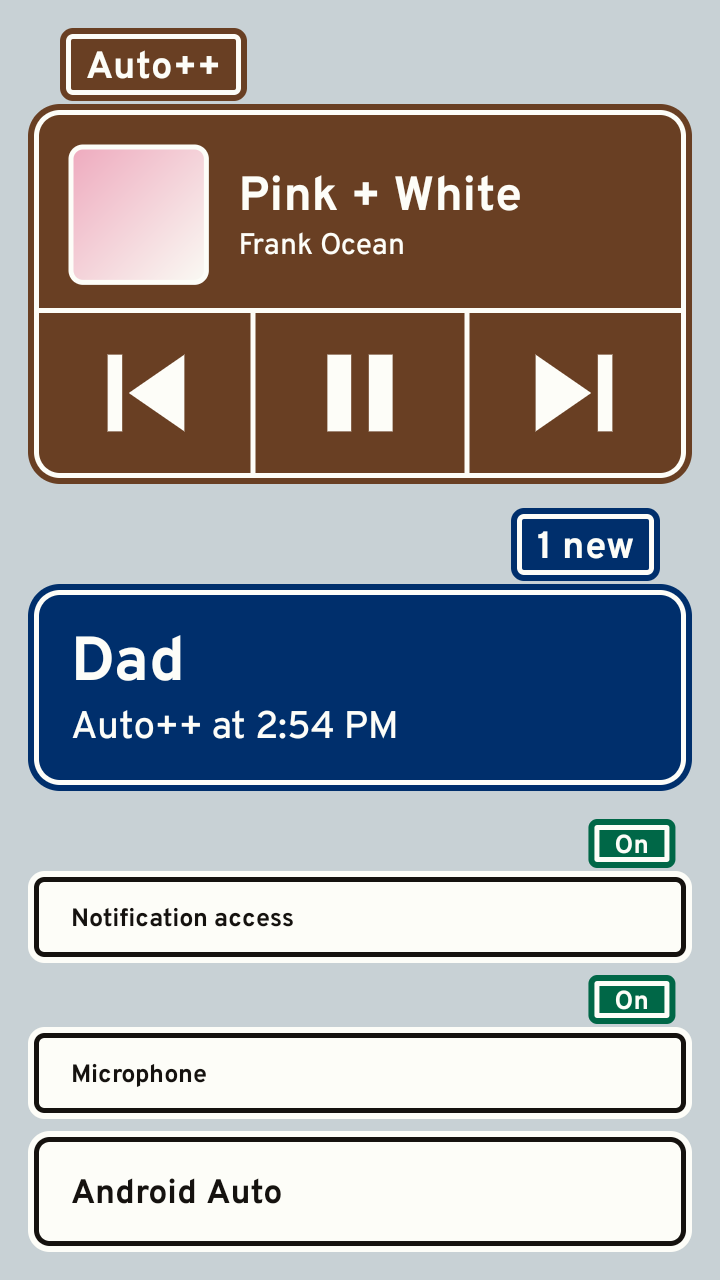 Auto++
Pink + White
Frank Ocean
1 new
Dad
Auto++ at 2:54 PM
On
Notification access
On
Microphone
Android Auto